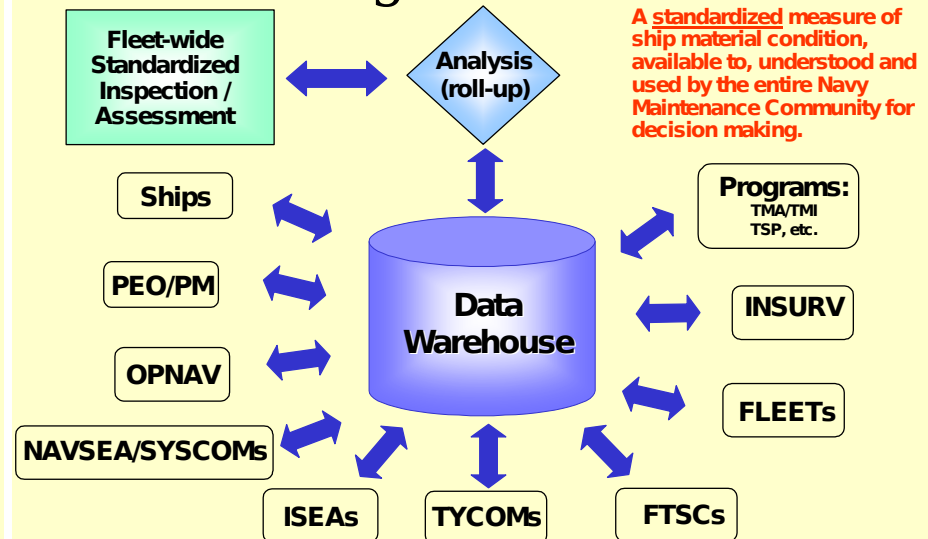 Fleet-wide
Standardized
Inspection /
Assessment
Analysis
(roll-up)
A standardized measure of
ship material condition,
available to, understood and
used by the entire Navy
Maintenance Community for
decision making.
Ships
Programs:
TMA/TMI
TSP, etc.
PEO/PM
Data
Warehouse
INSURV
OPNAV
FLEETs
NAVSEA/SYSCOMs
ISEAs
TYCOMs
FTSCs